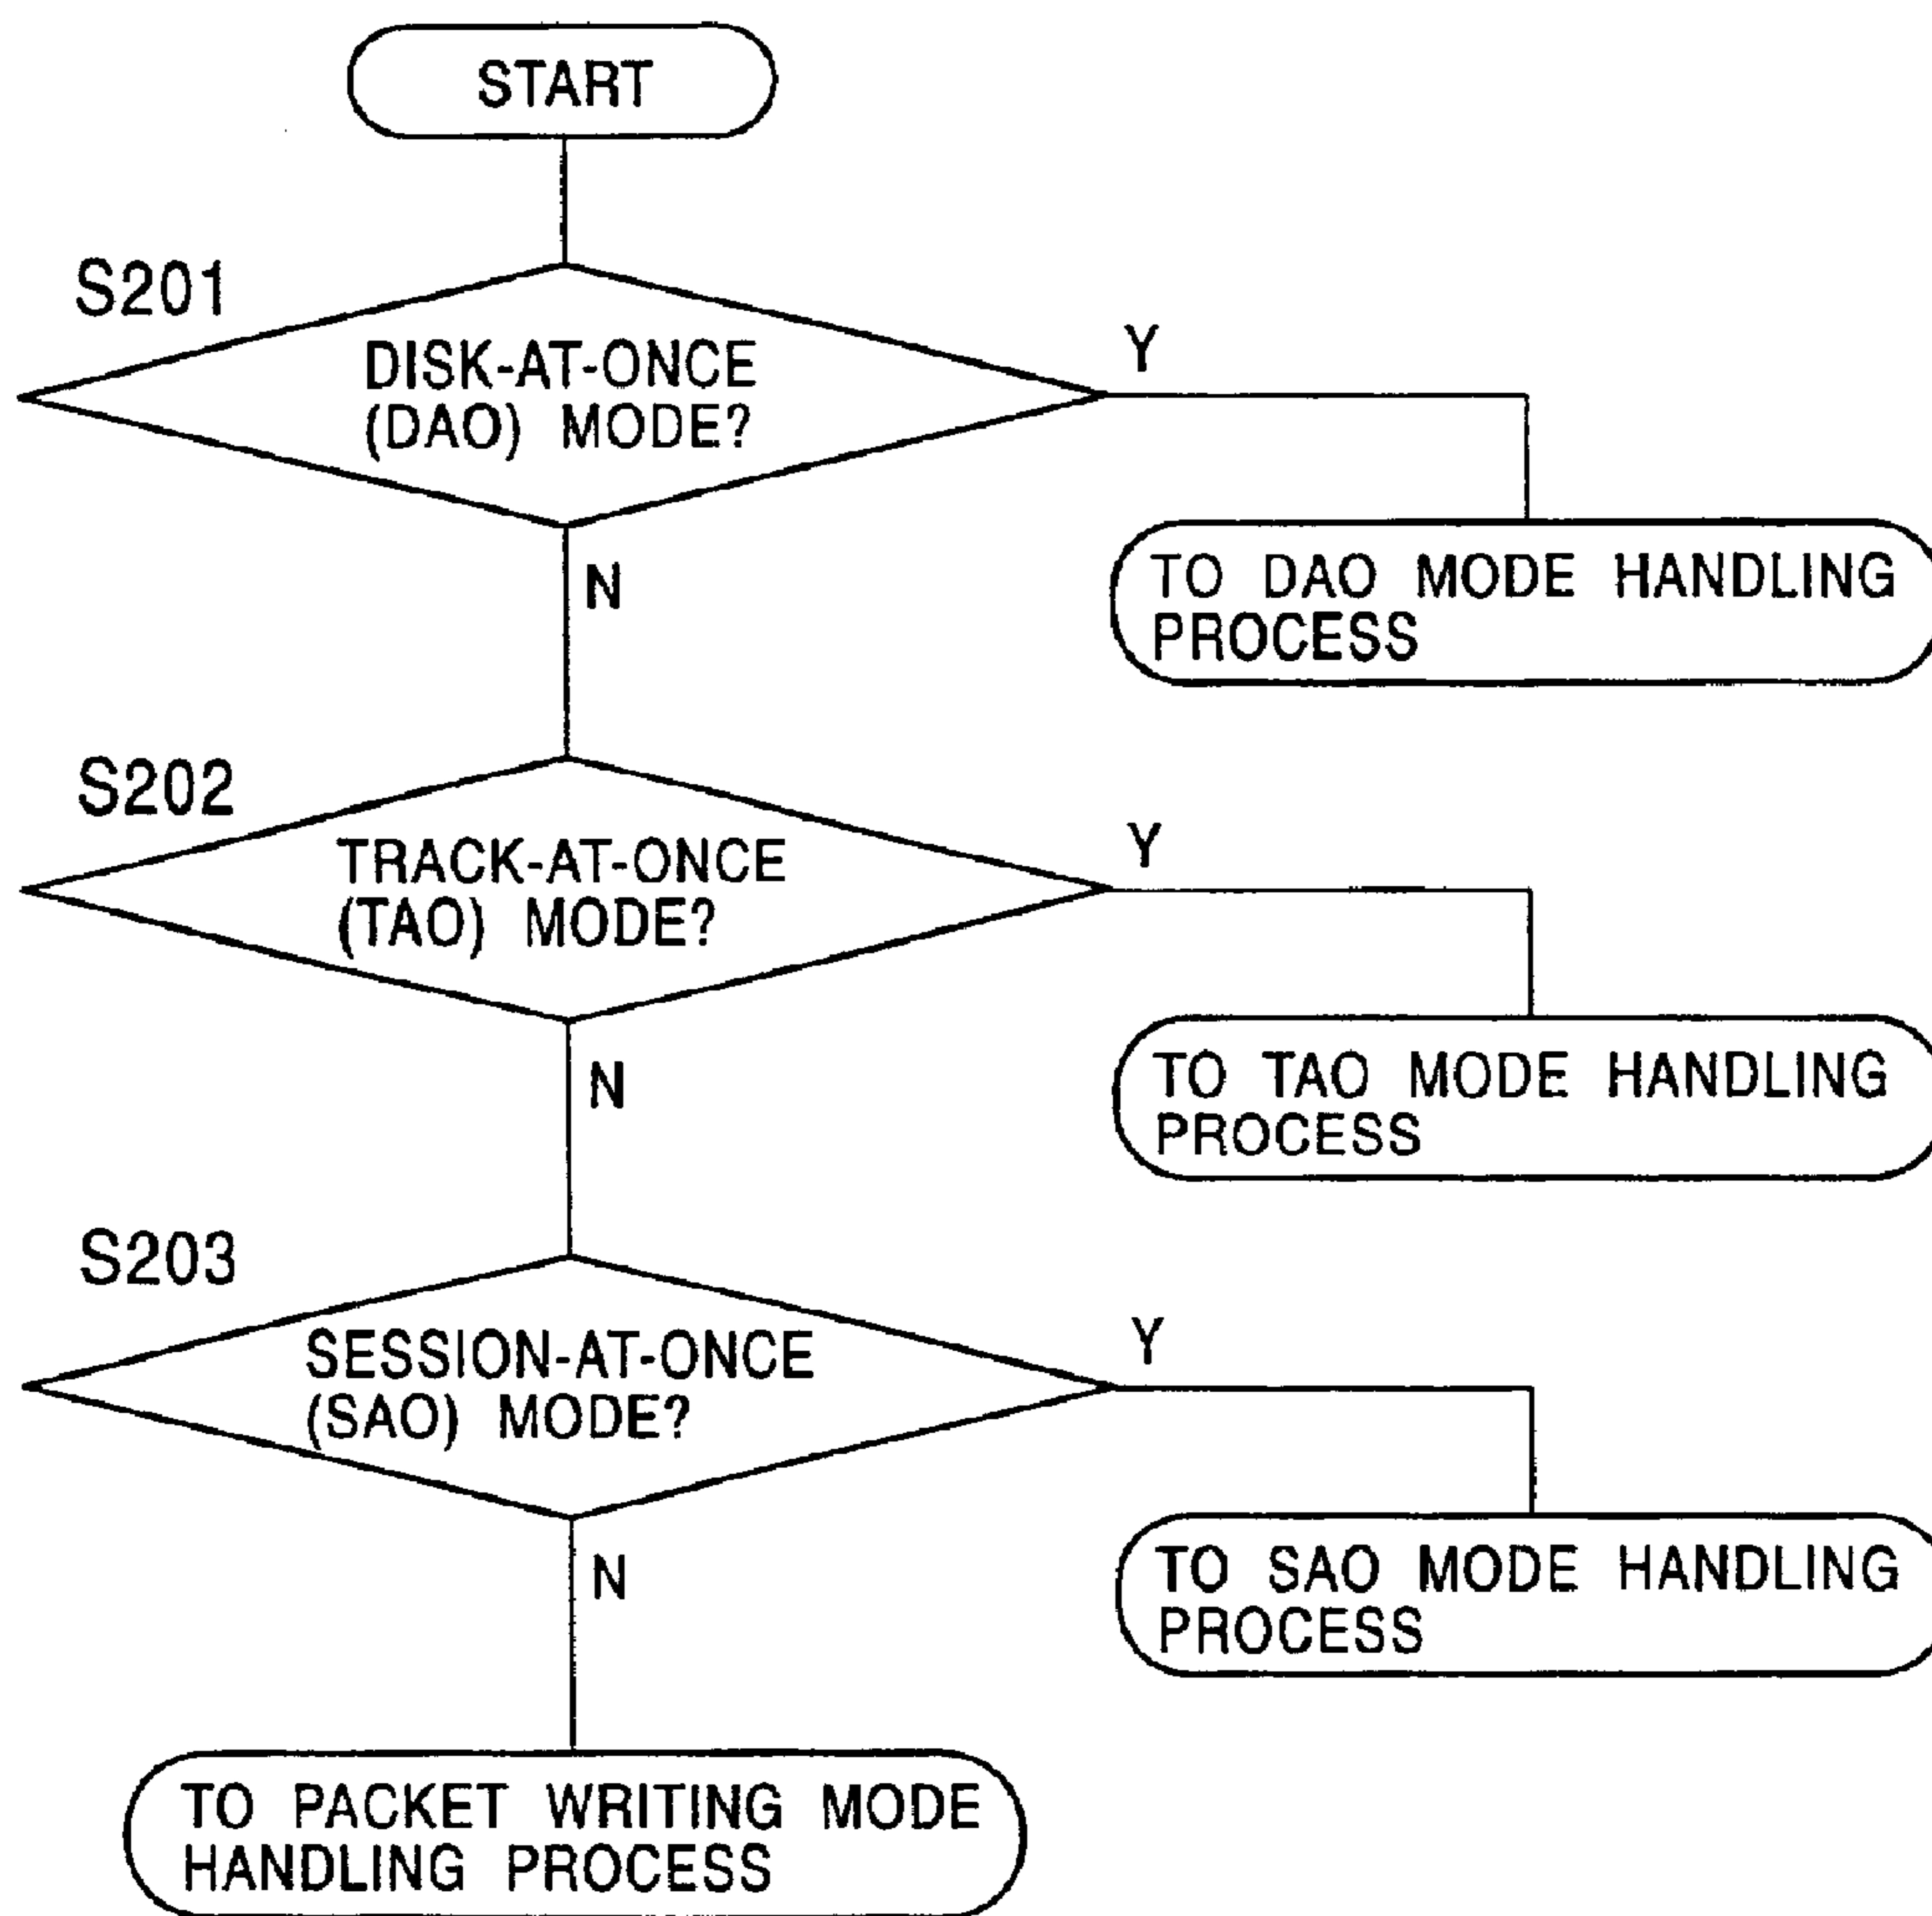 START
S201
DISK-AT-ONCE
(DAO) MODE?
Y
N
TO DAO MODE HANDLING
PROCESS
S202
TRACK-AT-ONCE
(TAO) MODE?
Y
N
TO TAO MODE HANDLING
PROCESS
S203
SESSION-AT-ONCE
(SAO) MODE?
Y
N
TO SAO MODE HANDLING
PROCESS
TO PACKET WRITING MODE
HANDLING PROCESS